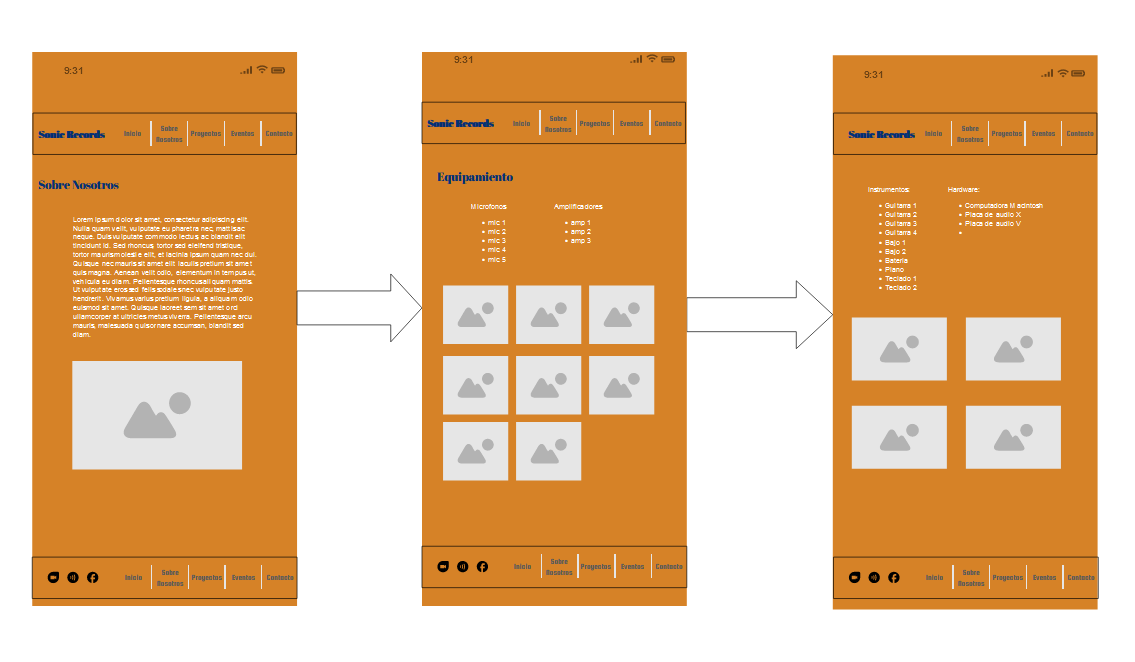 9:31
Sonic Records
Inicio
Sobre
Nosotros
Proyectos
Eventos
Contacto
Sobre Nosotros
Lorem ipsum dolor sit amet, consectetur adipiscing elit.
Nulla quam velit, vulputate eu pharetra nec, mattis ac
neque. Duis vulputate commodo lectus, ac blandit elit
tincidunt id. Sed rhoncus, tortor sed eleifend tristique,
tortor mauris molestie elit, et lacinia ipsum quam nec dui.
Quisque nec mauris sit amet elit iaculis pretium sit amet
quis magna. Aenean velit odio, elementum in tempus ut,
vehicula eu diam. Pellentesque rhoncus aliquam mattis.
Ut vulputate eros sed felis sodales nec vulputate justo
hendrerit. Vivamus varius pretium ligula, a aliquam odio
euismod sit amet. Quisque laoreet sem sit amet orci
ullamcorper at ultricies metus viverra. Pellentesque arcu
mauris, malesuada quis ornare accumsan, blandit sed
diam.
Inicio
Sobre
Nosotros
Proyectos
Eventos
Contacto
9:31
Sonic Records
Inicio
Sobre
Nosotros
Proyectos
Eventos
Contacto
Equipamiento
Microfonos
mic 1
mic 2
mic 3
mic 4
mic 5
Amplificadores
amp 1
amp 2
amp 3
Inicio
Sobre
Nosotros
Proyectos
Eventos
Contacto
9:31
Sonic Records
Inicio
Sobre
Nosotros
Proyectos
Eventos
Contacto
Instrumentos:
Guitarra 1
Guitarra 2
Guitarra 3
Guitarra 4
Bajo 1
Bajo 2
Bateria
Piano
Teclado 1
Teclado 2
Hardware:
Computadora Macintosh
Placa de audio X
Placa de audio V
Inicio
Sobre
Nosotros
Proyectos
Eventos
Contacto